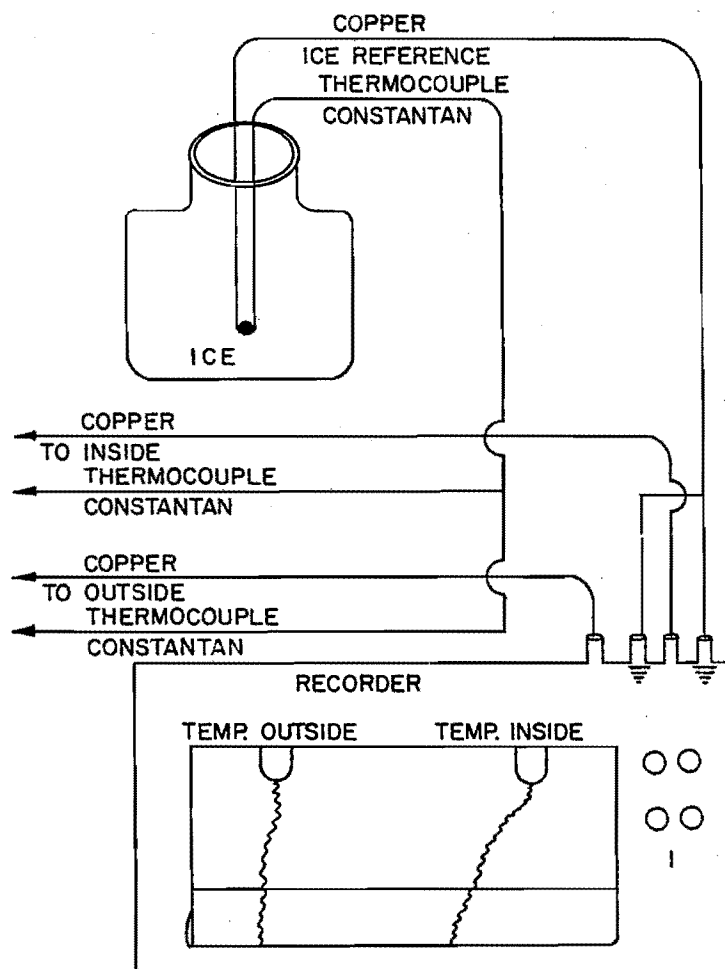 COPPER
ICE REFERENCE
THERMOCOUPLE
CONSTANTAN
ICE
COPPER
TO INSIDE
THERMOCOUPLE
CONSTANTAN
COPPER
TO OUTSIDE
THERMOCOUPLE
CONSTANTAN
RECORDER
TEMP. OUTSIDE TEMP. INSIDE
I